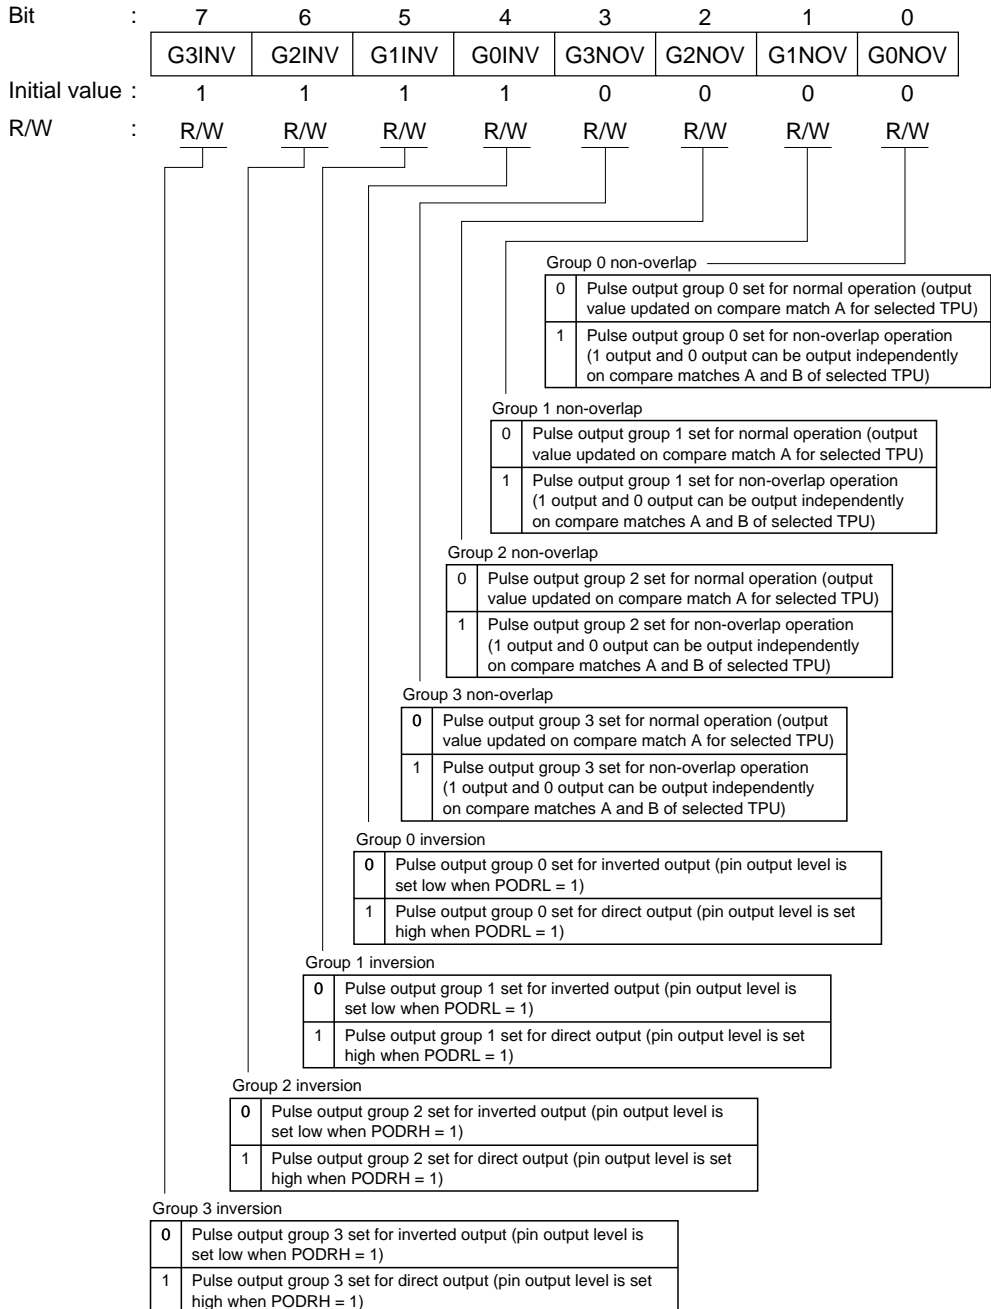 Bit : 7 6 5 4 3 2 1 0
G3INV G2INV G1INV G0INV G3NOV G2NOV G1NOV G0NOV
Initial value : 1 1 1 1 0 0 0 0
R/W : R/W R/W R/W R/W R/W R/W R/W R/W
Group 0 non-overlap
0 Pulse output group 0 set for normal operation (output
value updated on compare match A for selected TPU)
1 Pulse output group 0 set for non-overlap operation
(1 output and 0 output can be output independently
on compare matches A and B of selected TPU)
Group 1 non-overlap
0 Pulse output group 1 set for normal operation (output
value updated on compare match A for selected TPU)
1 Pulse output group 1 set for non-overlap operation
(1 output and 0 output can be output independently
on compare matches A and B of selected TPU)
Group 2 non-overlap
0 Pulse output group 2 set for normal operation (output
value updated on compare match A for selected TPU)
1 Pulse output group 2 set for non-overlap operation
(1 output and 0 output can be output independently
on compare matches A and B of selected TPU)
Group 3 non-overlap
0 Pulse output group 3 set for normal operation (output
value updated on compare match A for selected TPU)
1 Pulse output group 3 set for non-overlap operation
(1 output and 0 output can be output independently
on compare matches A and B of selected TPU)
Group 0 inversion
0 Pulse output group 0 set for inverted output (pin output level is
set low when PODRL = 1)
1 Pulse output group 0 set for direct output (pin output level is set
high when PODRL = 1)
Group 1 inversion
0 Pulse output group 1 set for inverted output (pin output level is
set low when PODRL = 1)
1 Pulse output group 1 set for direct output (pin output level is set
high when PODRL = 1)
Group 2 inversion
0 Pulse output group 2 set for inverted output (pin output level is
set low when PODRH = 1)
1 Pulse output group 2 set for direct output (pin output level is set
high when PODRH = 1)
Group 3 inversion
0 Pulse output group 3 set for inverted output (pin output level is
set low when PODRH = 1)
1 Pulse output group 3 set for direct output (pin output level is set
high when PODRH = 1)